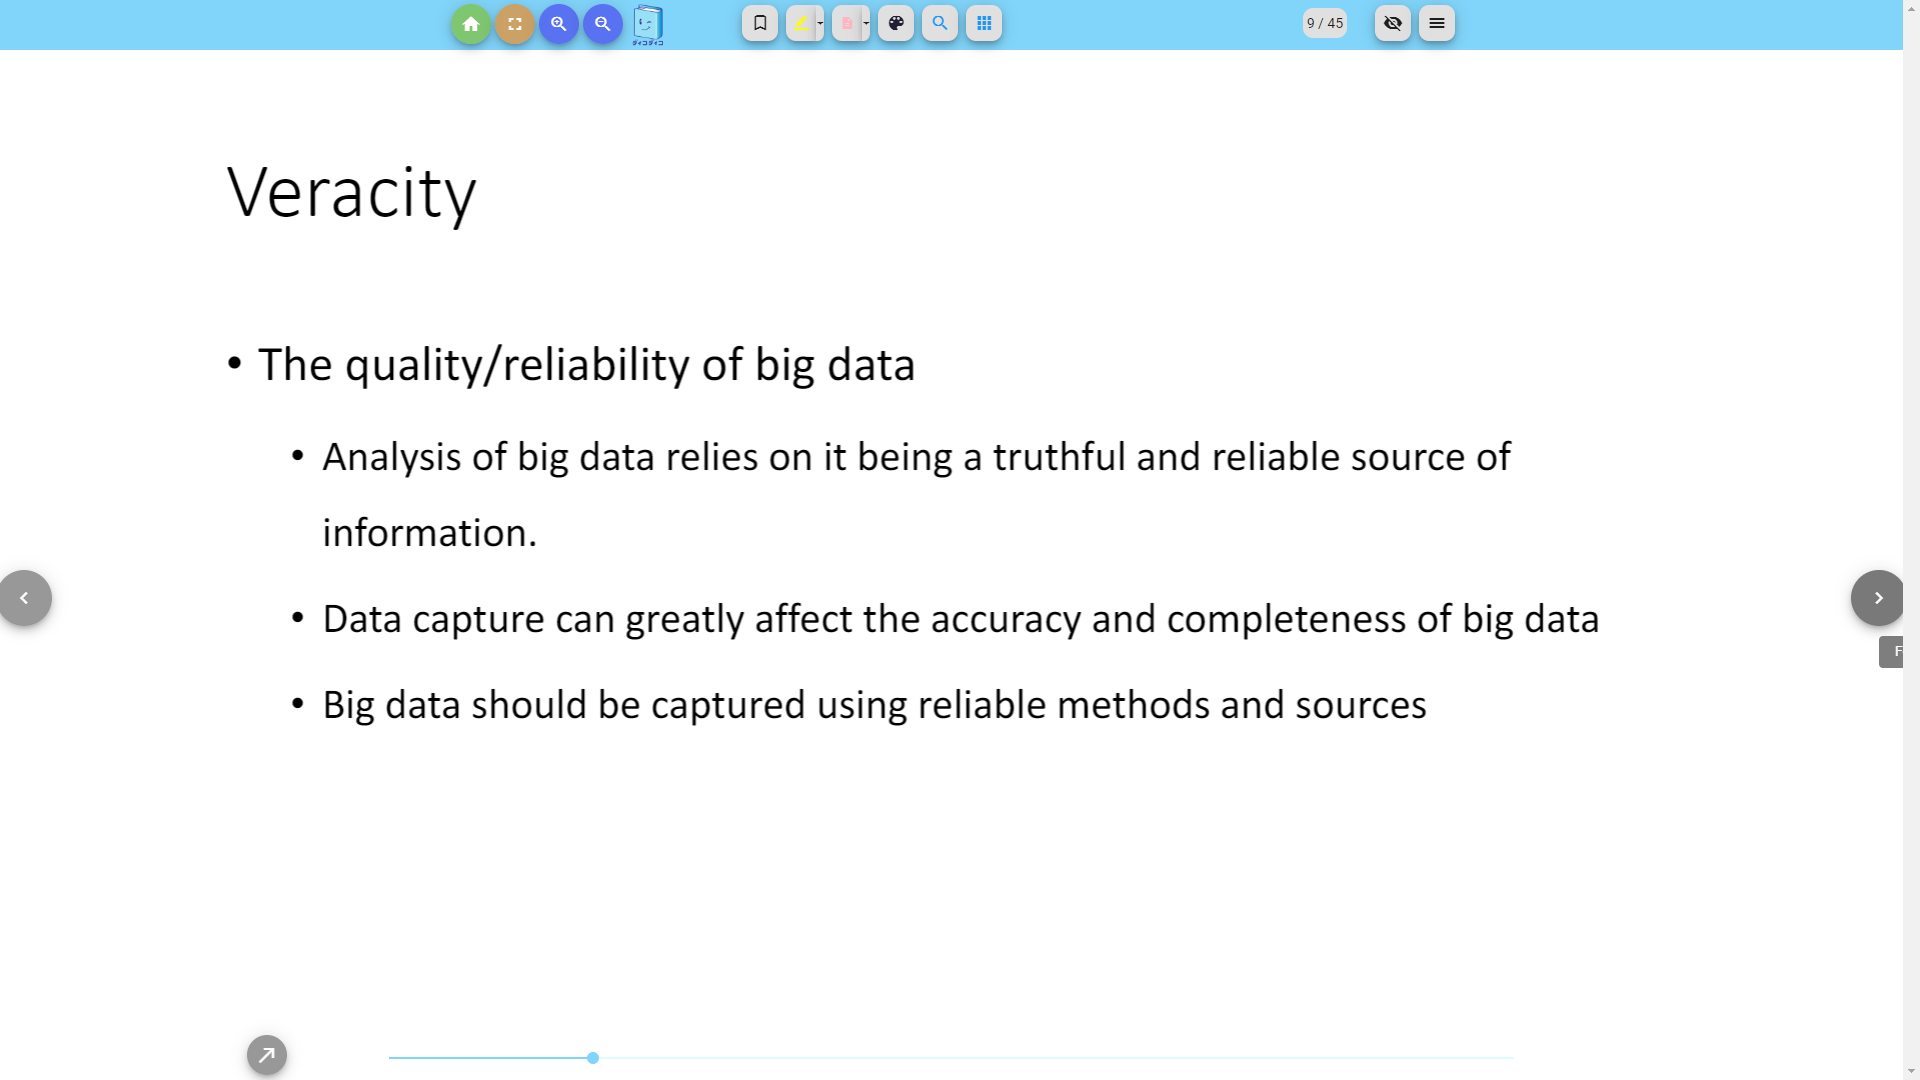 9 / 45
Veracity
• The quality/reliability of big data
• Analysis of big data relies on it being a truthful and reliable source of
information.
• Data capture can greatly affect the accuracy and completeness of big data
• Big data should be captured using reliable methods and sources
F